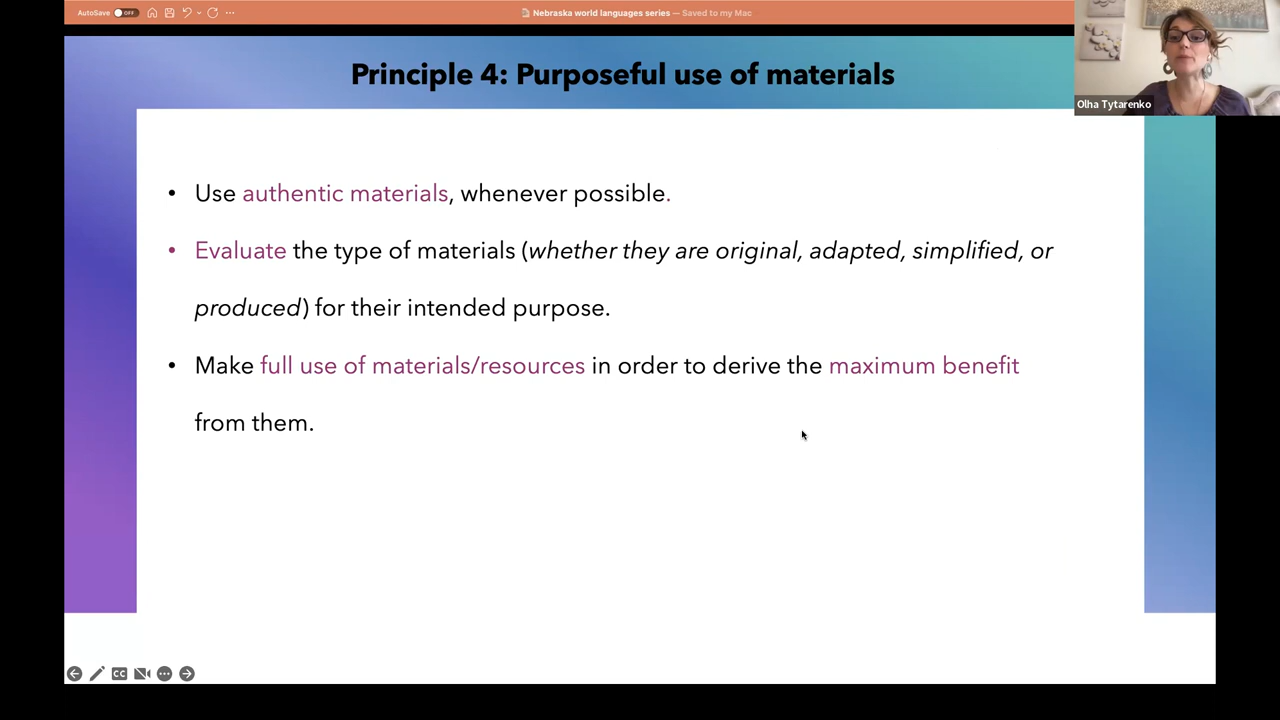 AutoSave OFF
Nebraska world languages series — Saved to my Mac
Olha Tytarenko
Principle 4: Purposeful use of materials
• Use authentic materials, whenever possible.
• Evaluate the type of materials (whether they are original, adapted, simplified, or
produced) for their intended purpose.
• Make full use of materials/resources in order to derive the maximum benefit
from them.
CC